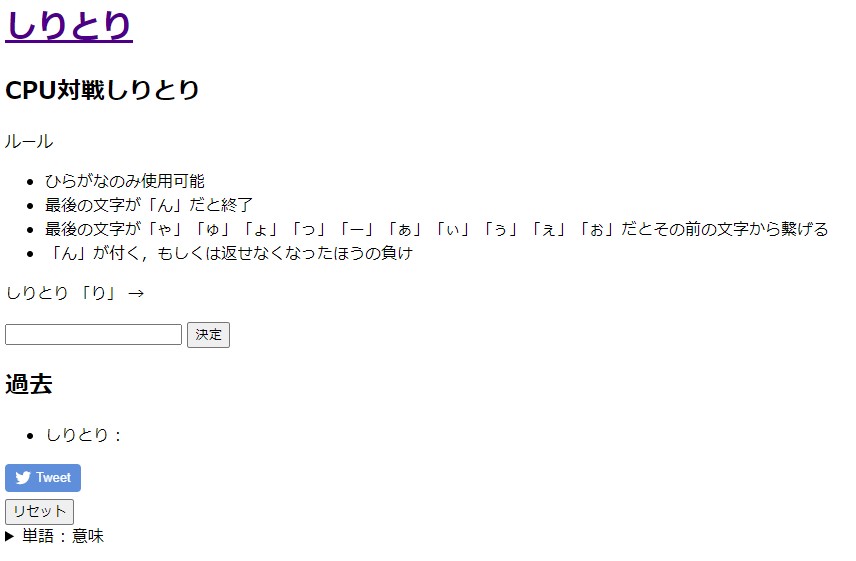 しりとり
CPU対戦しりとり
ルール
ひらがなのみ使用可能
最後の文字が「ん」だと終了
最後の文字が「ゃ」「ゅ」「ょ」「っ」「ー」「ぁ」「ぃ」「ぅ」「ぇ」「ぉ」だとその前の文字から繋げる
「ん」が付く，もしくは返せなくなったほうの負け
しりとり 「り」 →
決定
過去
しりとり：
Tweet
リセット
▶ 単語：意味